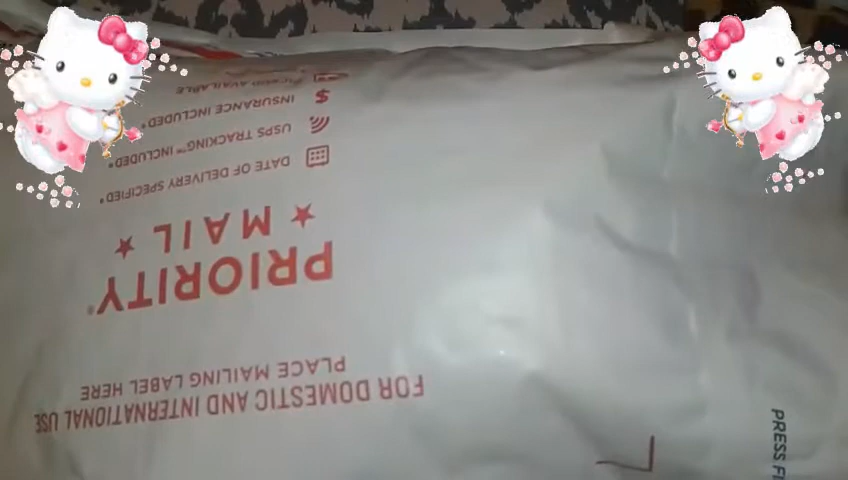 FOR DOMESTIC AND INTERNATIONAL USE
PLACE MAILING LABEL HERE
PRIORITY®
★ MAIL ★
DATE OF DELIVERY SPECIFIED*
USPS TRACKING™ INCLUDED*
$ INSURANCE INCLUDED*
AVAILABLE
PRESS